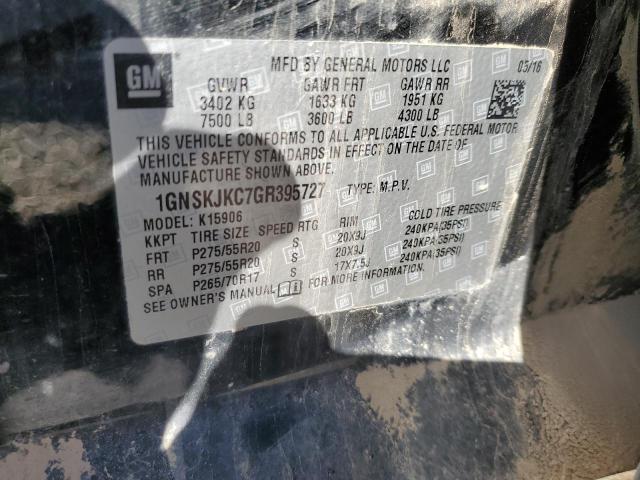 GM
MFD BY GENERAL MOTORS LLC 03/16
GVWR GAWR FRT GAWR RR
3402 KG 1633 KG 1951 KG
7500 LB 3600 LB 4300 LB
THIS VEHICLE CONFORMS TO ALL APPLICABLE U.S. FEDERAL MOTOR
VEHICLE SAFETY STANDARDS IN EFFECT ON THE DATE OF
MANUFACTURE SHOWN ABOVE.
1GNSKJKC7GR395727 TYPE: M.P.V.
MODEL: K15906
KKPT TIRE SIZE SPEED RTG RIM COLD TIRE PRESSURE
FRT P275/55R20 S 20X9J 240KPA(35PSI)
RR P275/55R20 S 20X9J 240KPA(35PSI)
SPA P265/70R17 S 17X7.5J 240KPA(35PSI)
SEE OWNER'S MANUAL FOR MORE INFORMATION.